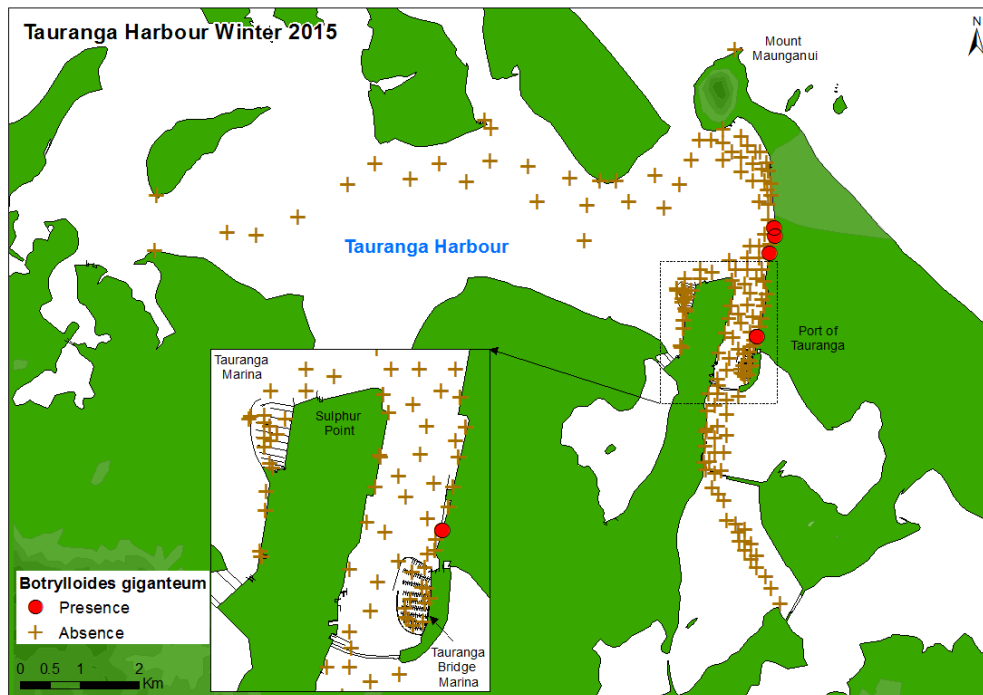 Tauranga Harbour Winter 2015
N
Mount
Maunganui
Tauranga Harbour
Port of
Tauranga
Tauranga
Marina
Sulphur
Point
Tauranga
Bridge
Marina
Botrylloides giganteum
Presence
Absence
0 0.5 1 2
Km